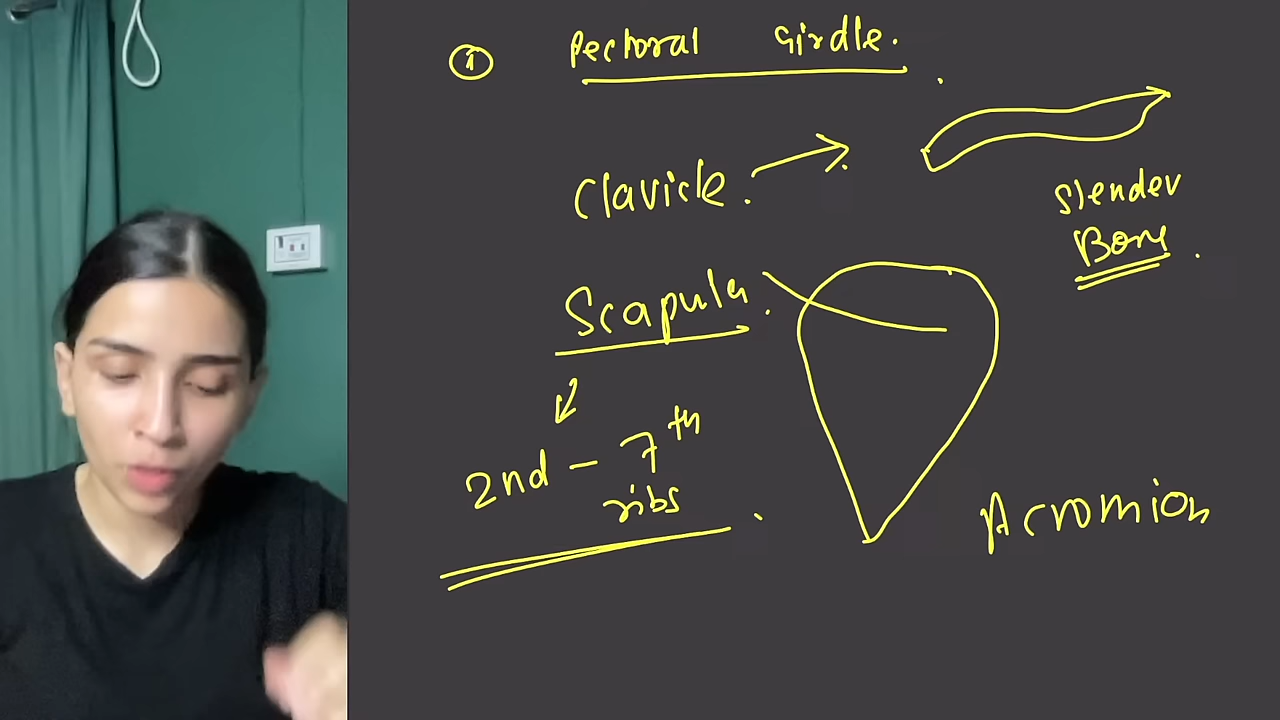 ① Pectoral Girdle.
Clavicle.
Slender
Bone
Scapula.
2nd - 7th
ribs
Acromion